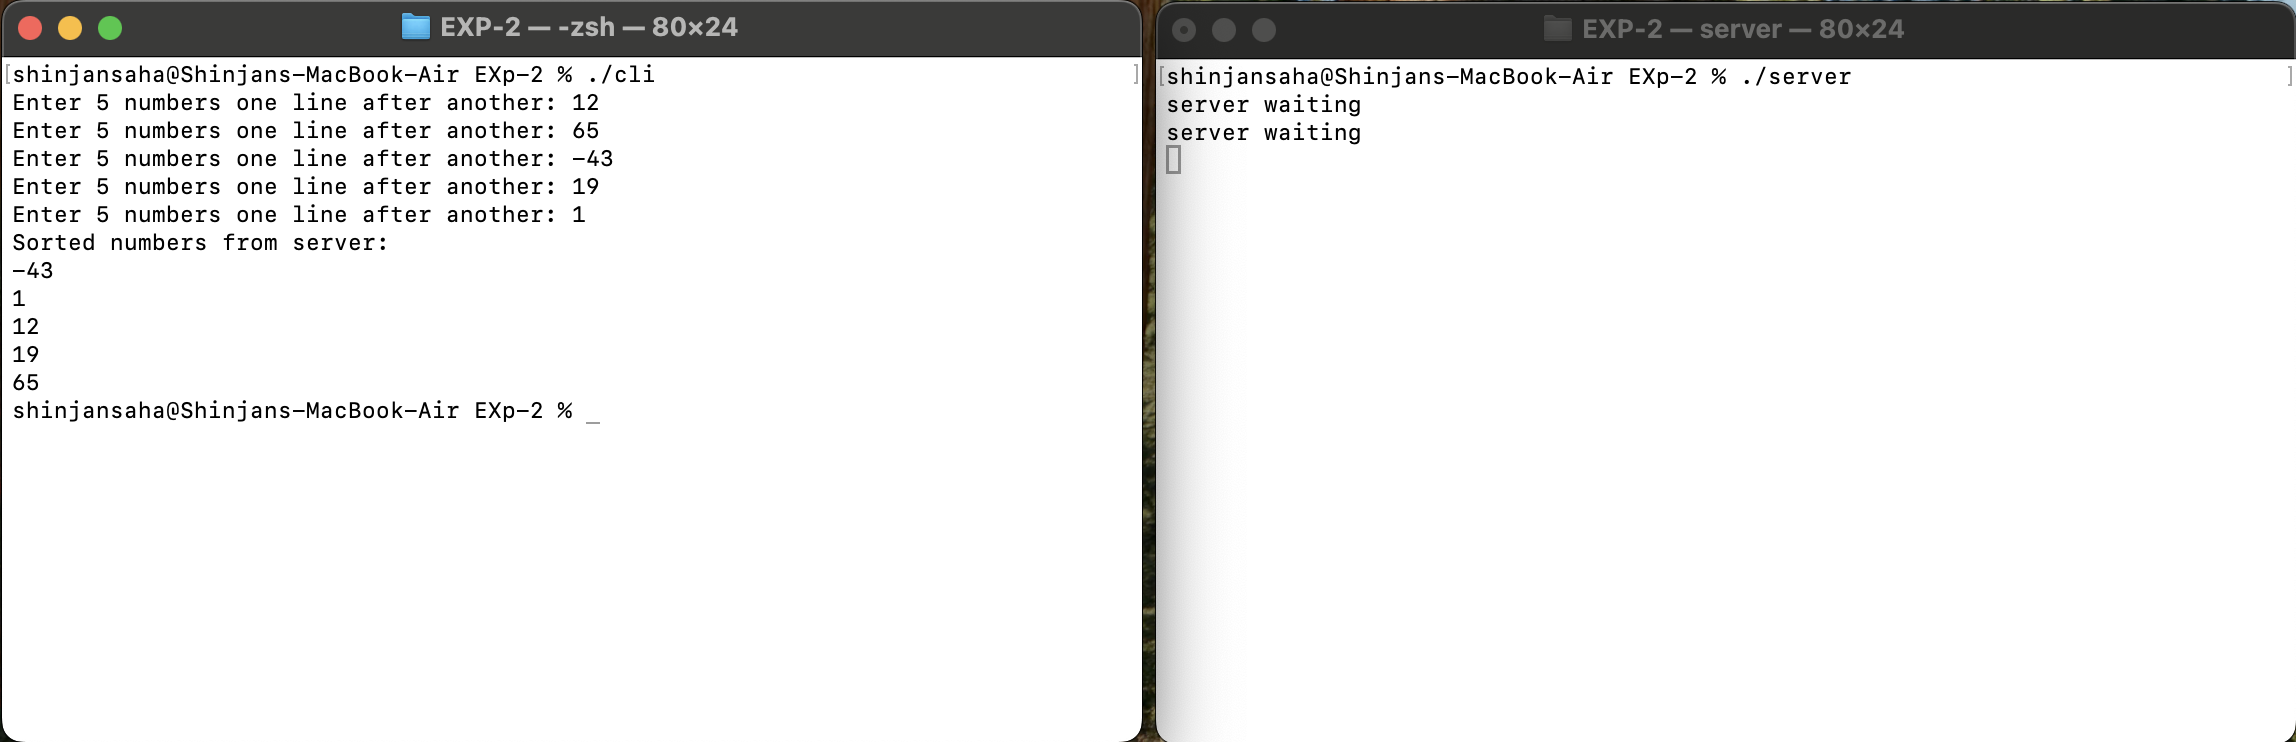 EXP-2 — -zsh — 80×24
[shinjansaha@Shinjans-MacBook-Air EXp-2 % ./cli ]
Enter 5 numbers one line after another: 12
Enter 5 numbers one line after another: 65
Enter 5 numbers one line after another: -43
Enter 5 numbers one line after another: 19
Enter 5 numbers one line after another: 1
Sorted numbers from server:
-43
1
12
19
65
shinjansaha@Shinjans-MacBook-Air EXp-2 % _
EXP-2 — server — 80×24
[shinjansaha@Shinjans-MacBook-Air EXp-2 % ./server ]
server waiting
server waiting